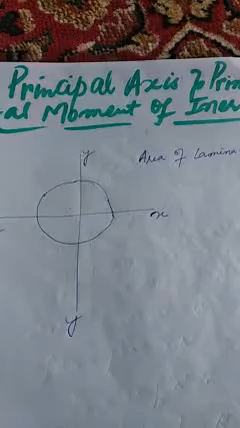 Principal Axis & Prin
al Moment of Iner
y
Area of Lamina
x
y